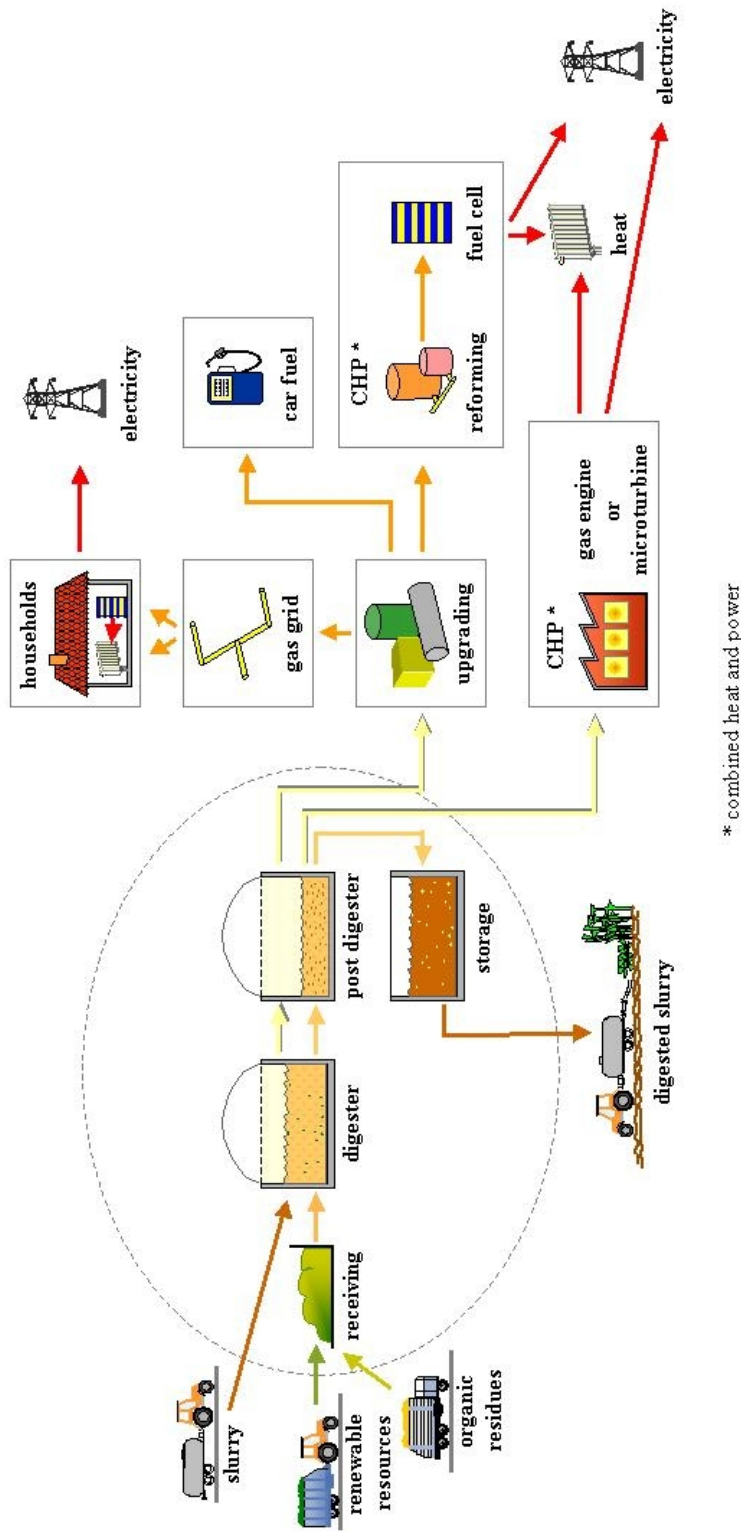 slurry
renewable
resources
organic
residues
receiving
digester
post digester
storage
digested slurry
households
gas grid
upgrading
CHP *
gas engine
or
microturbine
electricity
car fuel
CHP *
reforming
fuel cell
heat
electricity
* combined heat and power